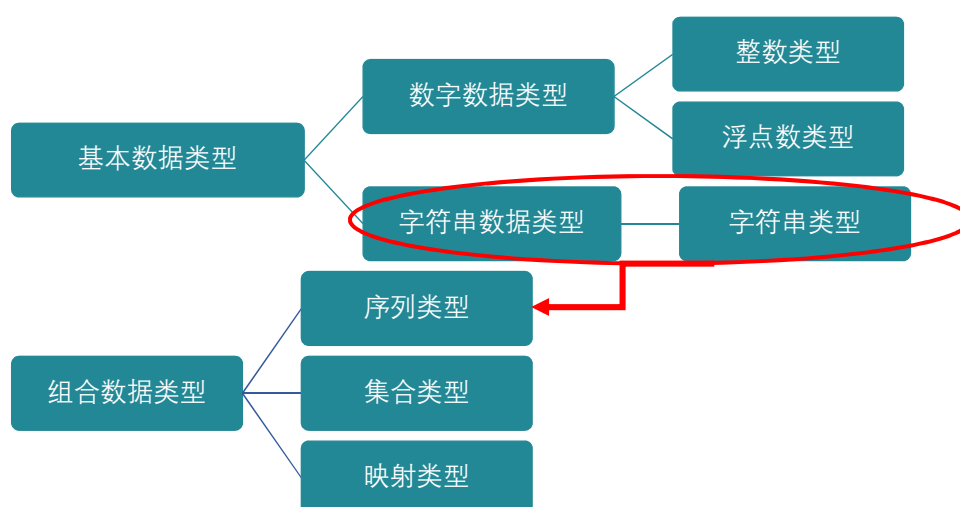 整数类型
数字数据类型
浮点数类型
基本数据类型
字符串数据类型
字符串类型
序列类型
组合数据类型
集合类型
映射类型